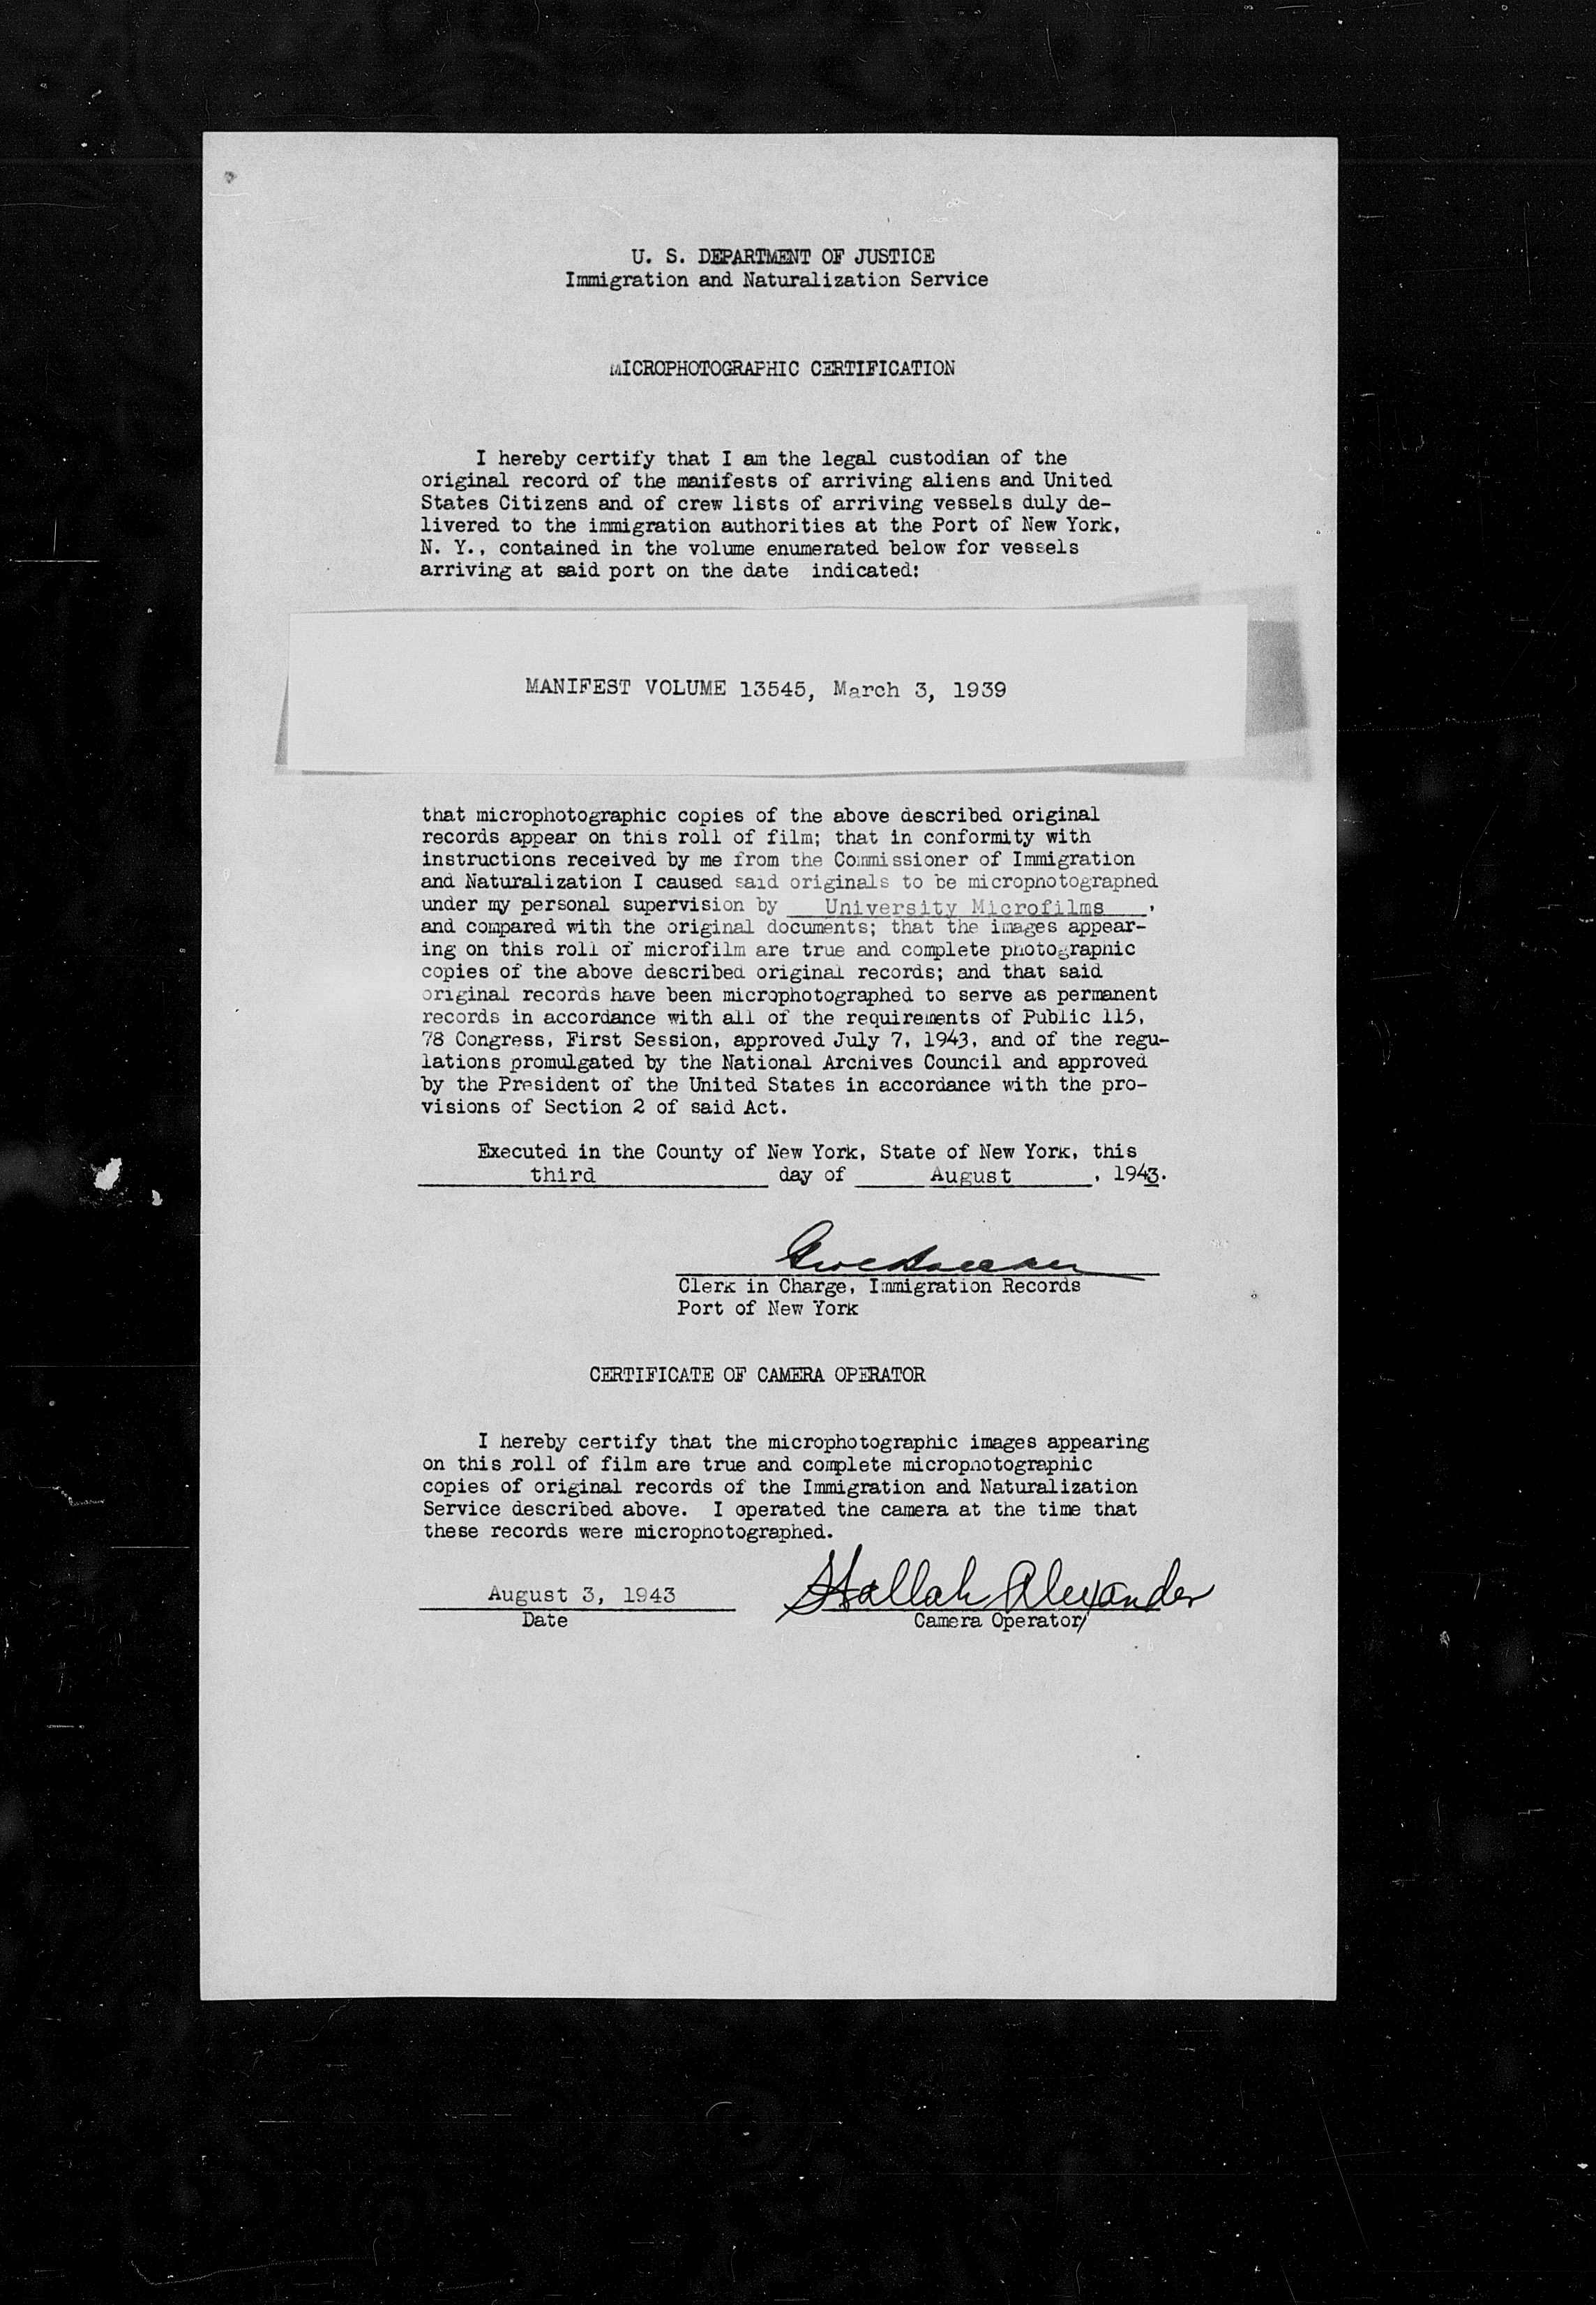 U. S. DEPARTMENT OF JUSTICE
Immigration and Naturalization Service
MICROPHOTOGRAPHIC CERTIFICATION
I hereby certify that I am the legal custodian of the
original record of the manifests of arriving aliens and United
States Citizens and of crew lists of arriving vessels duly de-
livered to the immigration authorities at the Port of New York,
N. Y., contained in the volume enumerated below for vessels
arriving at said port on the date indicated:
MANIFEST VOLUME 13545, March 3, 1939
that microphotographic copies of the above described original
records appear on this roll of film; that in conformity with
instructions received by me from the Commissioner of Immigration
and Naturalization I caused said originals to be microphotographed
under my personal supervision by University Microfilms ,
and compared with the original documents; that the images appear-
ing on this roll of microfilm are true and complete photographic
copies of the above described original records; and that said
original records have been microphotographed to serve as permanent
records in accordance with all of the requirements of Public 115,
78 Congress, First Session, approved July 7, 1943, and of the regu-
lations promulgated by the National Archives Council and approved
by the President of the United States in accordance with the pro-
visions of Section 2 of said Act.
Executed in the County of New York, State of New York, this
third day of August , 1943.
Clerk in Charge, Immigration Records
Port of New York
CERTIFICATE OF CAMERA OPERATOR
I hereby certify that the microphotographic images appearing
on this roll of film are true and complete microphotographic
copies of original records of the Immigration and Naturalization
Service described above. I operated the camera at the time that
these records were microphotographed.
August 3, 1943 Hallah Alexander
Date Camera Operator